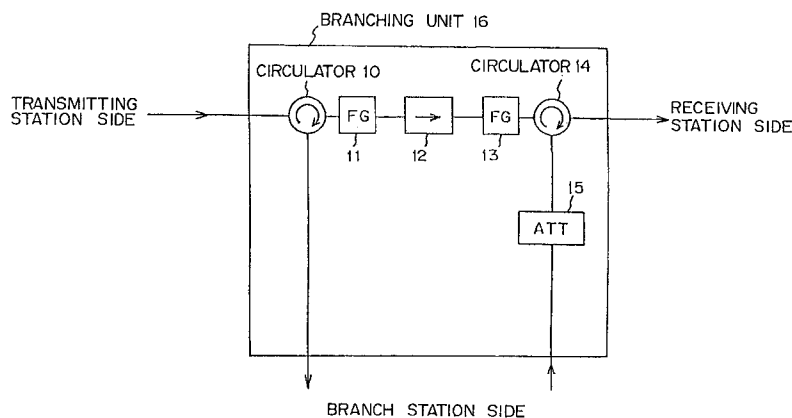 BRANCHING UNIT 16
CIRCULATOR 10
CIRCULATOR 14
TRANSMITTING
STATION SIDE
FG
FG
RECEIVING
STATION SIDE
11
12
13
15
ATT
BRANCH STATION SIDE